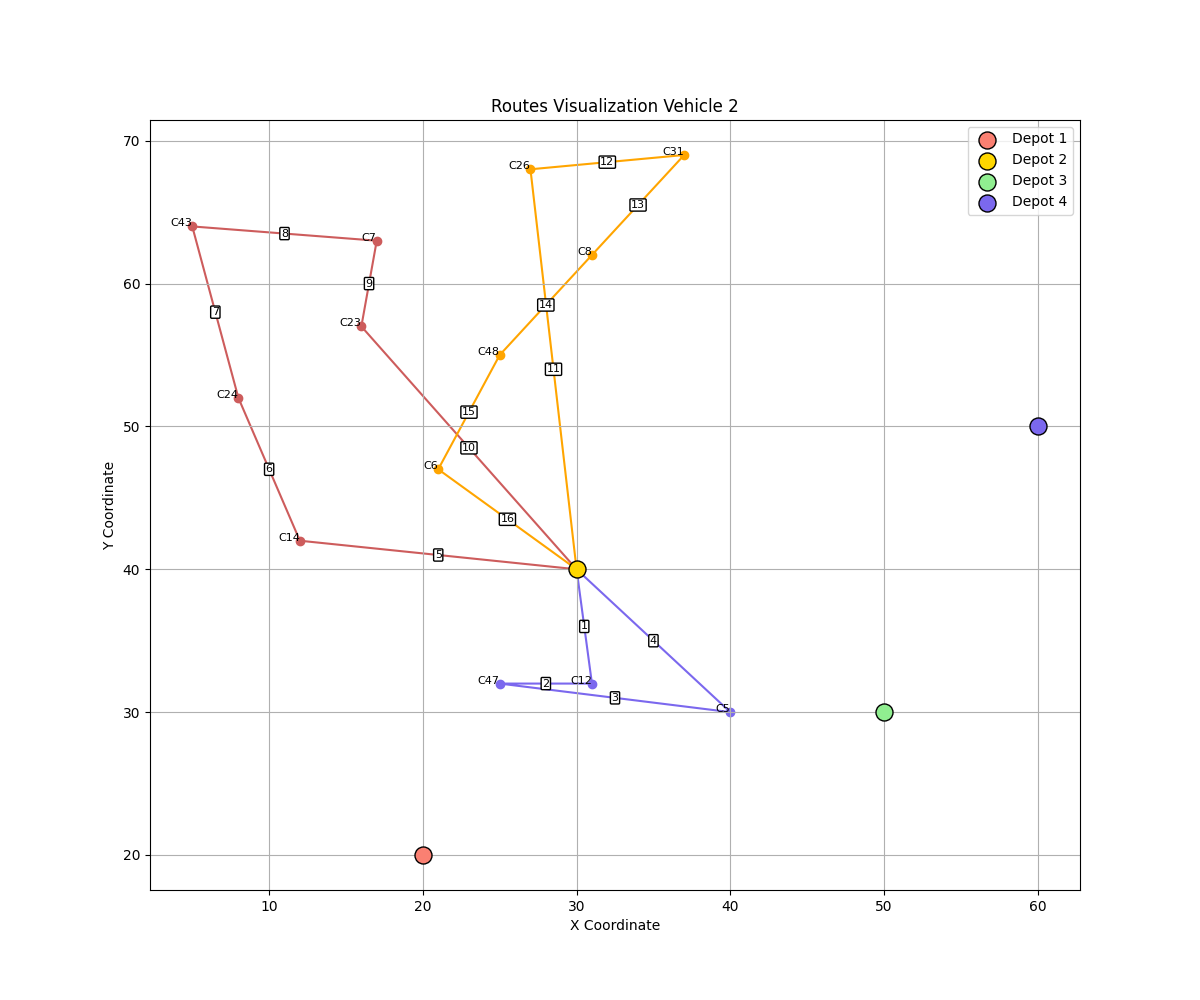 Routes Visualization Vehicle 2
Depot 1
Depot 2
Depot 3
Depot 4
Y Coordinate
70
60
50
40
30
20
C31
C26
12
13
C43
8
C7
C8
9
14
7
C23
C48
11
C24
15
10
C6
6
16
C14
5
1
4
C47
2
C12
3
C5
10
20
30
40
50
60
X Coordinate